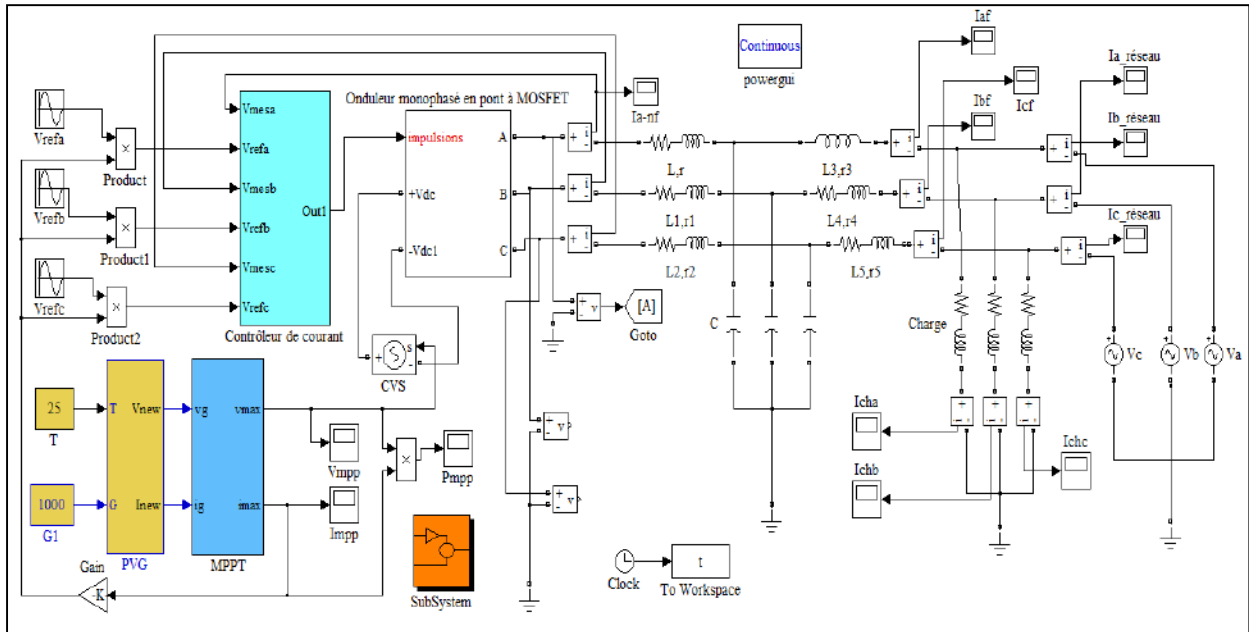 Continuous
powergui
Iaf
Icf
Ibf
Ia_réseau
Ib_réseau
Ic_réseau
Onduleur monophasé en pont à MOSFET
Ia-nf
Vrefa
Product
Vrefb
Product1
Vrefc
Product2
Vmesa
Vrefa
Vmesb
Vrefb
Vmesc
Vrefc
Out1
Contrôleur de courant
impulsions
+Vdc
-Vdc1
A
B
C
+ i -
+ i -
+ i -
L,r
L1,r1
L2,r2
L3,r3
L4,r4
L5,r5
+ i -
+ i -
+ i -
+ i -
+ i -
+ i -
+ - v
[A]
Goto
C
Charge
Vc
Vb
Va
+ s -
CVS
25
T
1000
G1
T
G
Vnew
Inew
PVG
vg
ig
vmax
imax
MPPT
Vmpp
Impp
×
Pmpp
+ - v
+ - v
Icha
Ichb
Ichc
Gain
-K
SubSystem
Clock
t
To Workspace